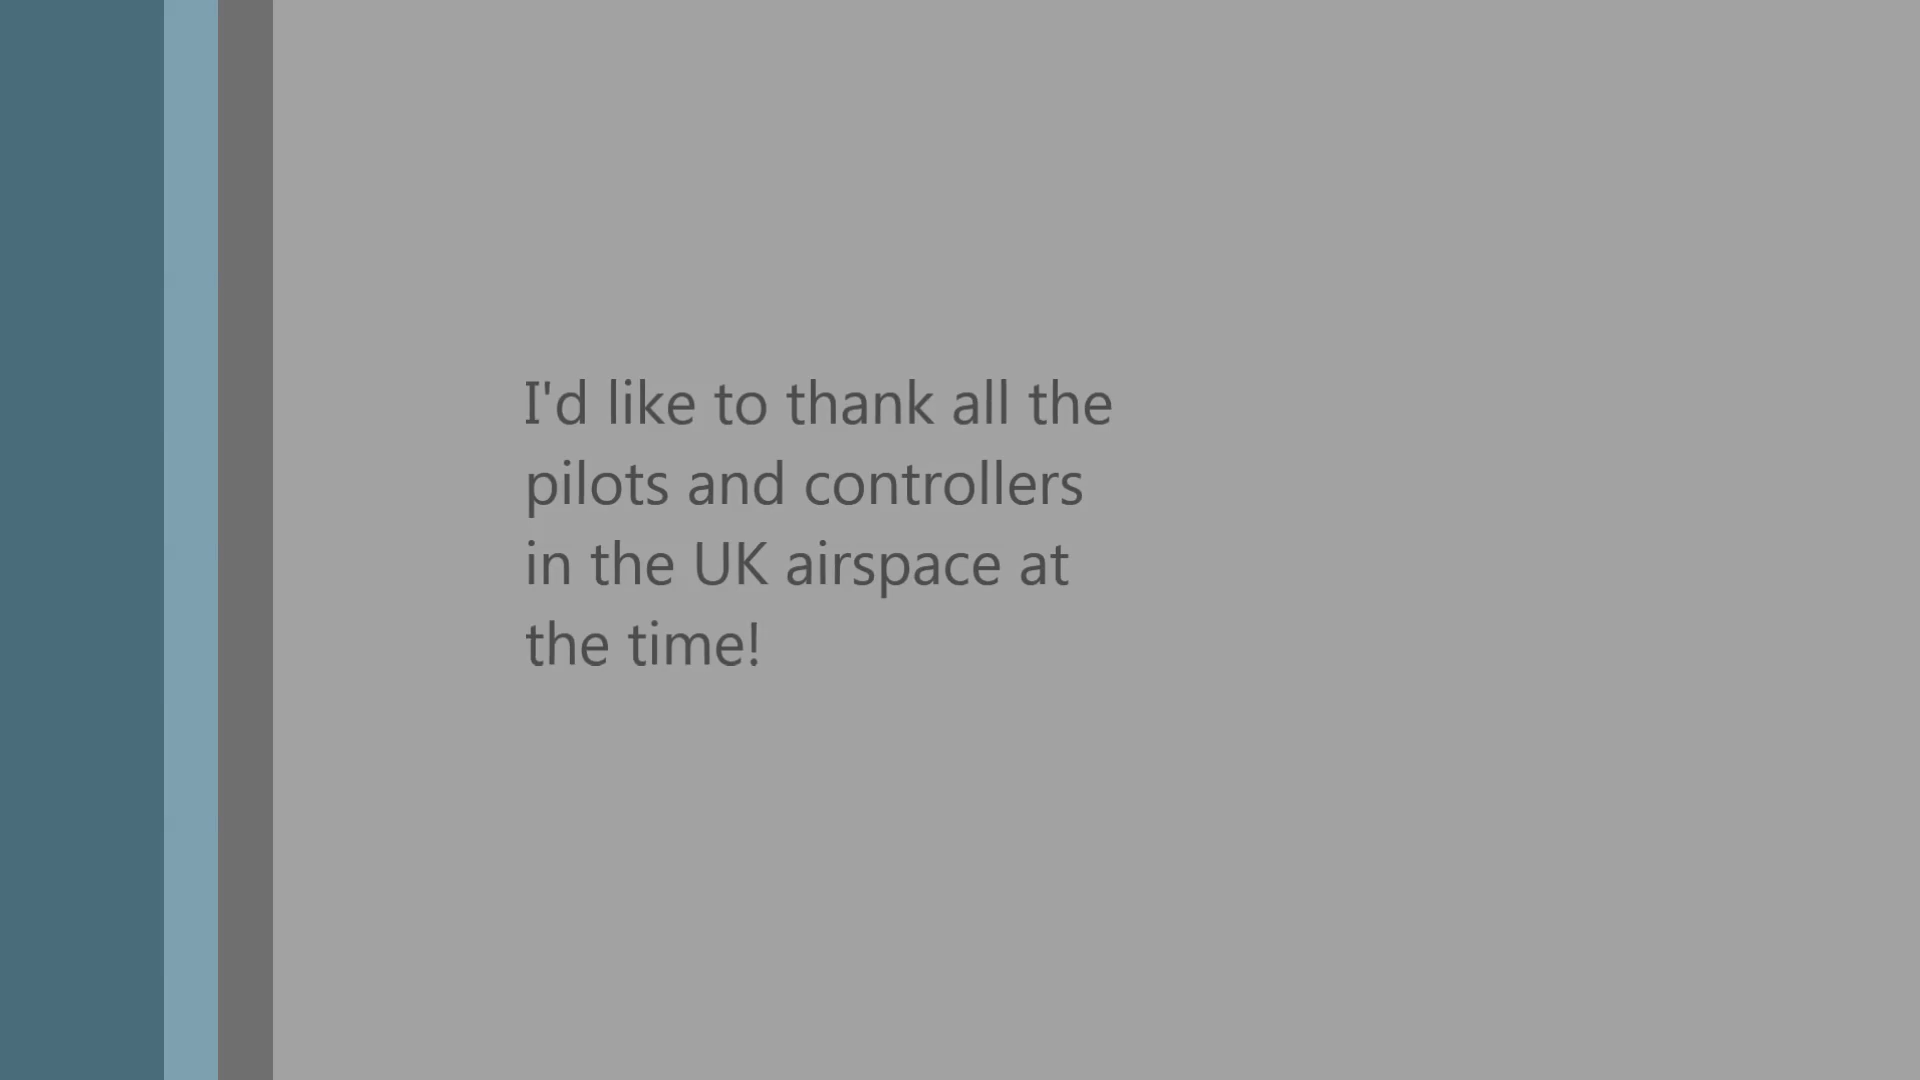 I'd like to thank all the
pilots and controllers
in the UK airspace at
the time!